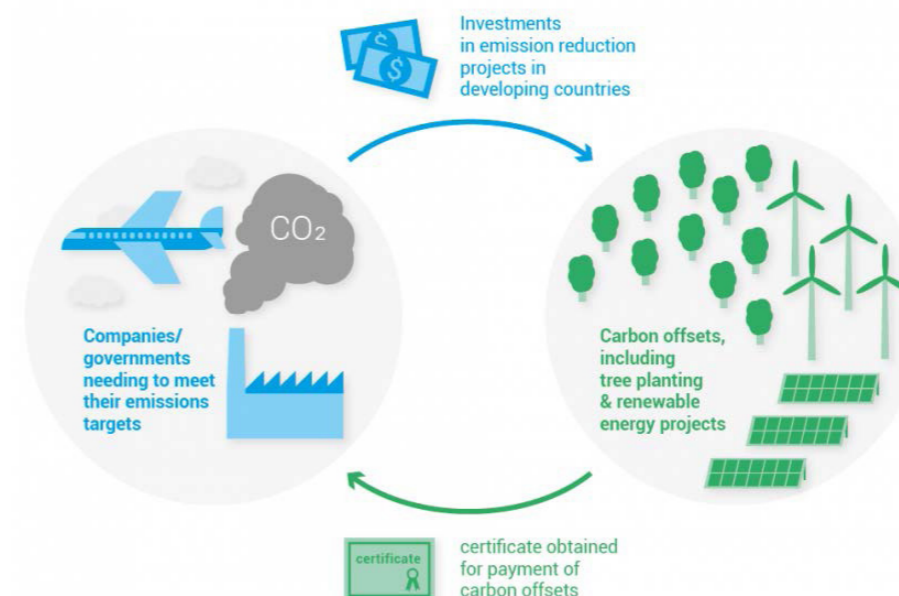 Investments
in emission reduction
projects in
developing countries
CO₂
Companies/
governments
needing to meet
their emissions
targets
Carbon offsets,
including
tree planting
& renewable
energy projects
certificate
certificate obtained
for payment of
carbon offsets